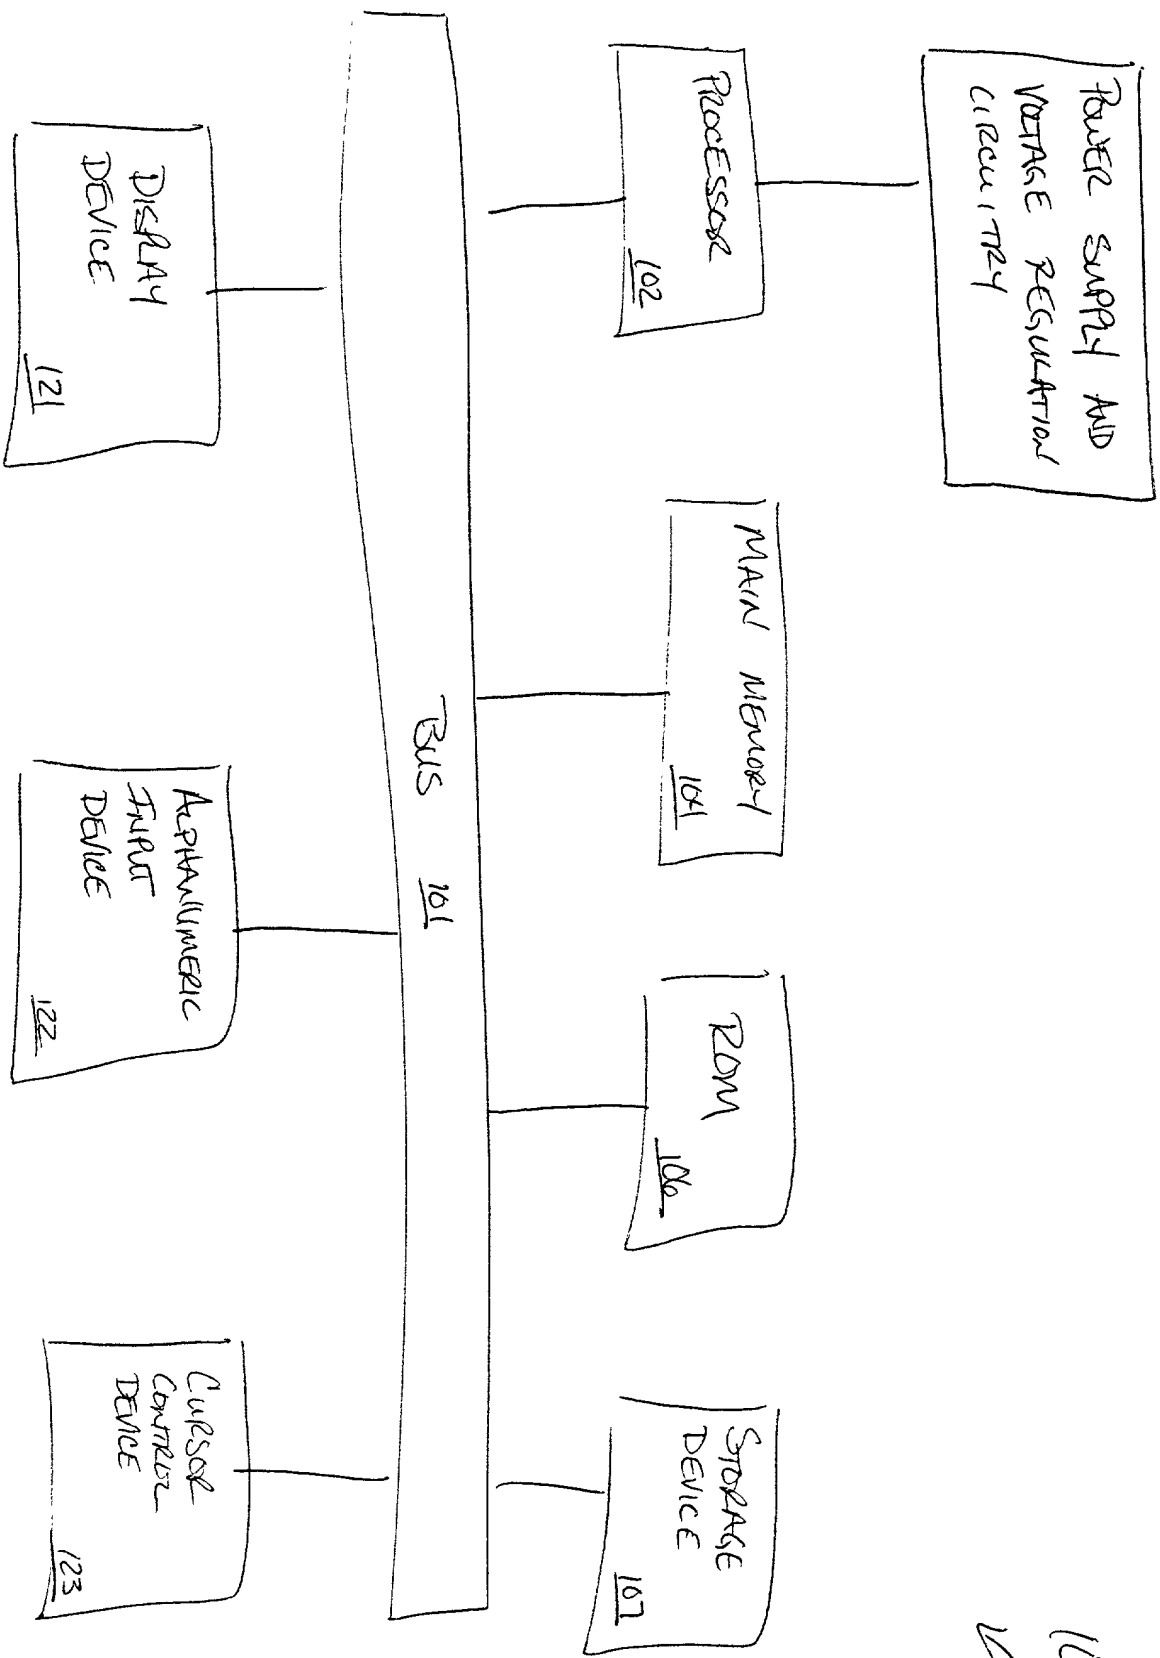 POWER SUPPLY AND
VOLTAGE REGULATION
CIRCUITRY
PROCESSOR
102
MAIN MEMORY
104
ROM
106
STORAGE
DEVICE
107
BUS 101
DISPLAY
DEVICE
121
ALPHANUMERIC
INPUT
DEVICE
122
CURSOR
CONTROL
DEVICE
123